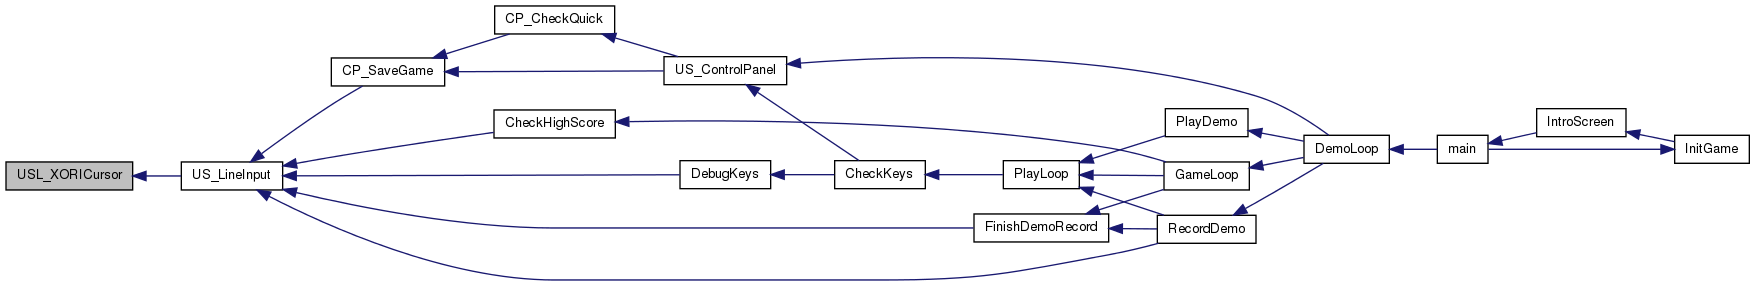 USL_XORICursor
US_LineInput
CP_SaveGame
CP_CheckQuick
US_ControlPanel
CheckHighScore
DebugKeys
CheckKeys
PlayLoop
FinishDemoRecord
PlayDemo
GameLoop
RecordDemo
DemoLoop
main
IntroScreen
InitGame